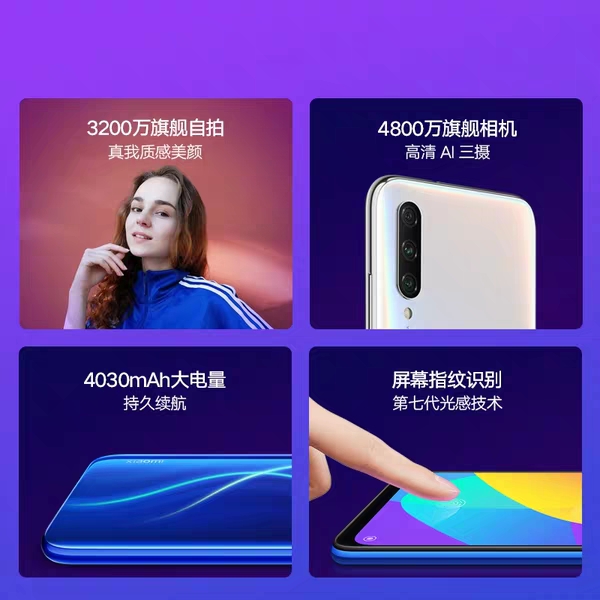 3200万旗舰自拍
真我质感美颜
4800万旗舰相机
高清 AI 三摄
4030mAh大电量
持久续航
xiaomi
屏幕指纹识别
第七代光感技术